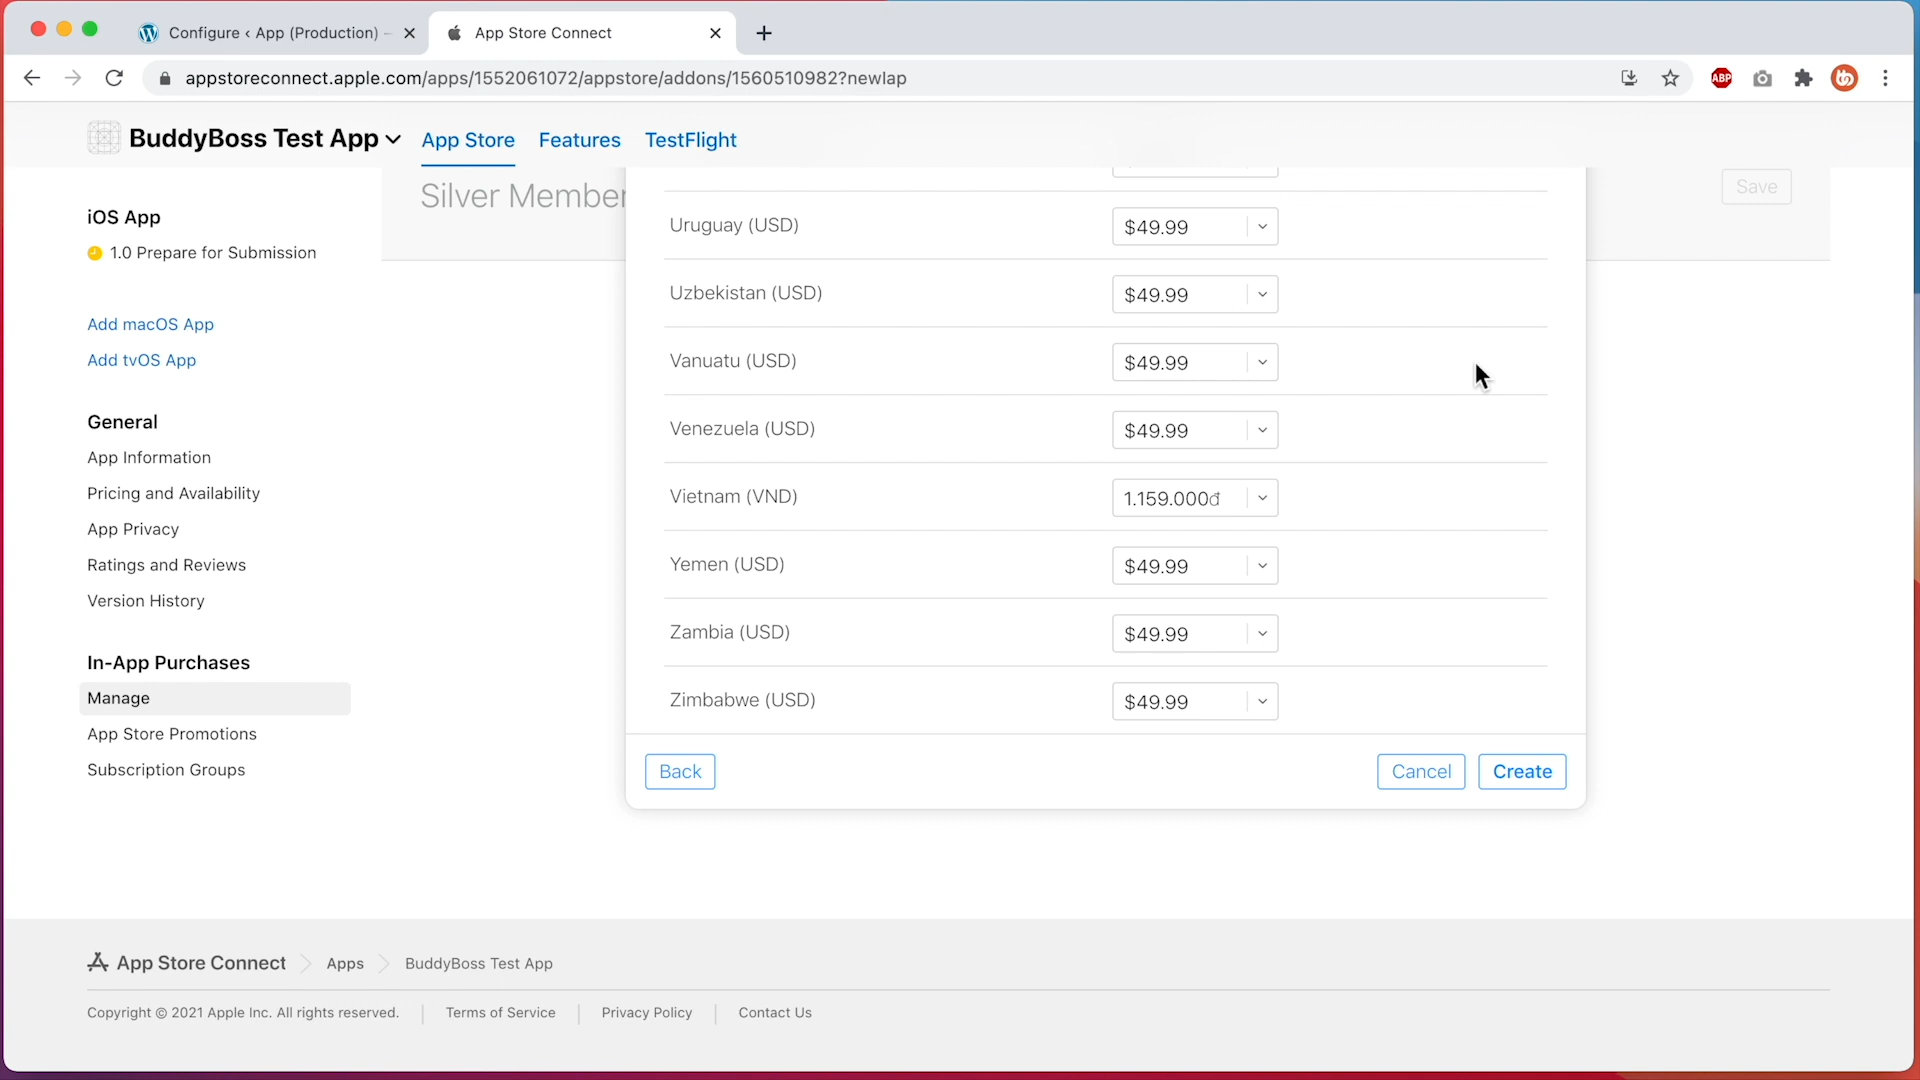 Configure ‹ App (Production) -
App Store Connect
appstoreconnect.apple.com/apps/1552061072/appstore/addons/1560510982?newIap
ABP
BuddyBoss Test App
App Store
Features
TestFlight
Silver Member
Save
iOS App
1.0 Prepare for Submission
Add macOS App
Add tvOS App
General
App Information
Pricing and Availability
App Privacy
Ratings and Reviews
Version History
In-App Purchases
Manage
App Store Promotions
Subscription Groups
Uruguay (USD) $49.99
Uzbekistan (USD) $49.99
Vanuatu (USD) $49.99
Venezuela (USD) $49.99
Vietnam (VND) 1.159.000đ
Yemen (USD) $49.99
Zambia (USD) $49.99
Zimbabwe (USD) $49.99
Back
Cancel
Create
App Store Connect Apps BuddyBoss Test App
Copyright © 2021 Apple Inc. All rights reserved. Terms of Service Privacy Policy Contact Us